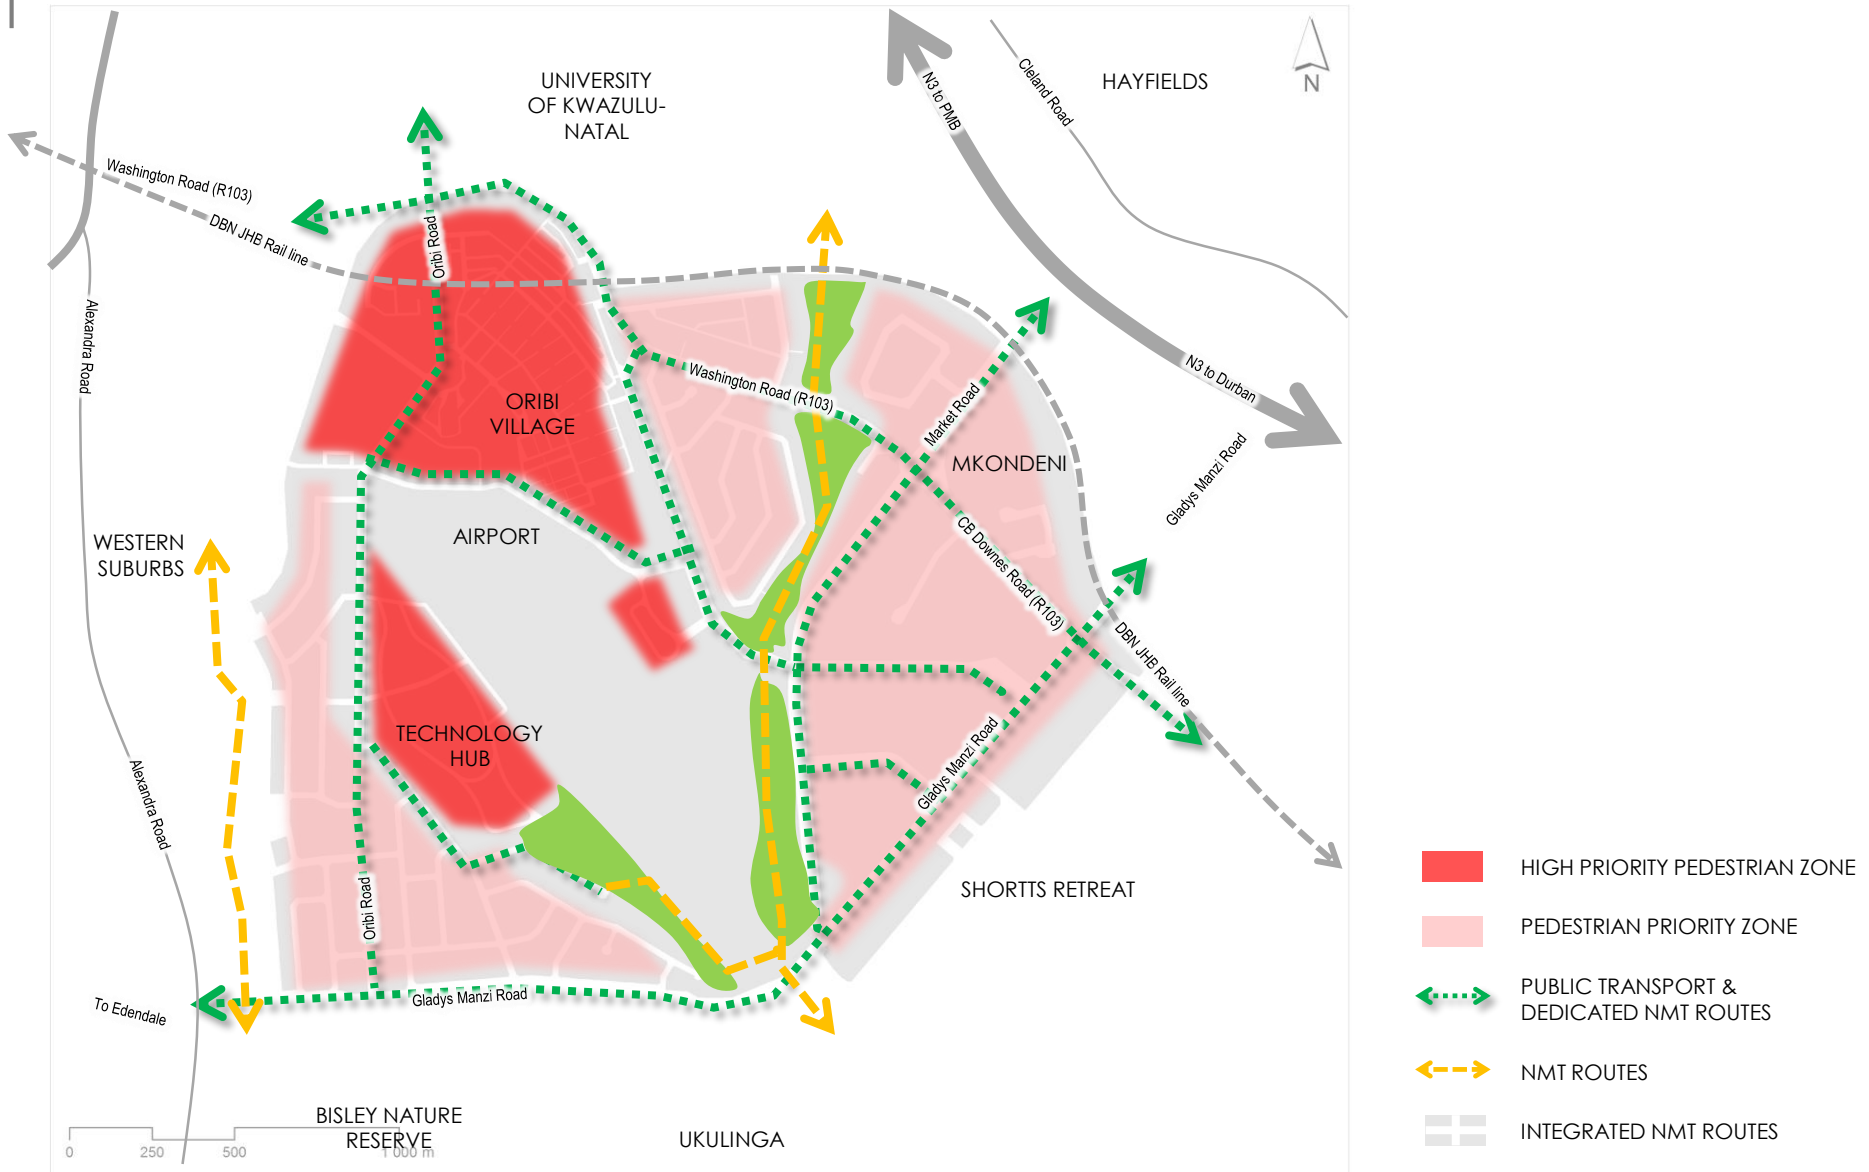 UNIVERSITY
OF KWAZULU-
NATAL
HAYFIELDS
N
Cleland Road
N3 to PMB
Washington Road (R103)
DBN JHB Rail line
Oribi Road
Alexandra Road
N3 to Durban
Washington Road (R103)
Market Road
ORIBI
VILLAGE
MKONDENI
Gladys Manzi Road
AIRPORT
WESTERN
SUBURBS
CB Downes Road (R103)
DBN JHB Rail line
TECHNOLOGY
HUB
Gladys Manzi Road
Alexandra Road
Oribi Road
SHORTTS RETREAT
Gladys Manzi Road
To Edendale
BISLEY NATURE
RESERVE
UKULINGA
0 250 500 1 000 m
HIGH PRIORITY PEDESTRIAN ZONE
PEDESTRIAN PRIORITY ZONE
PUBLIC TRANSPORT &
DEDICATED NMT ROUTES
NMT ROUTES
INTEGRATED NMT ROUTES